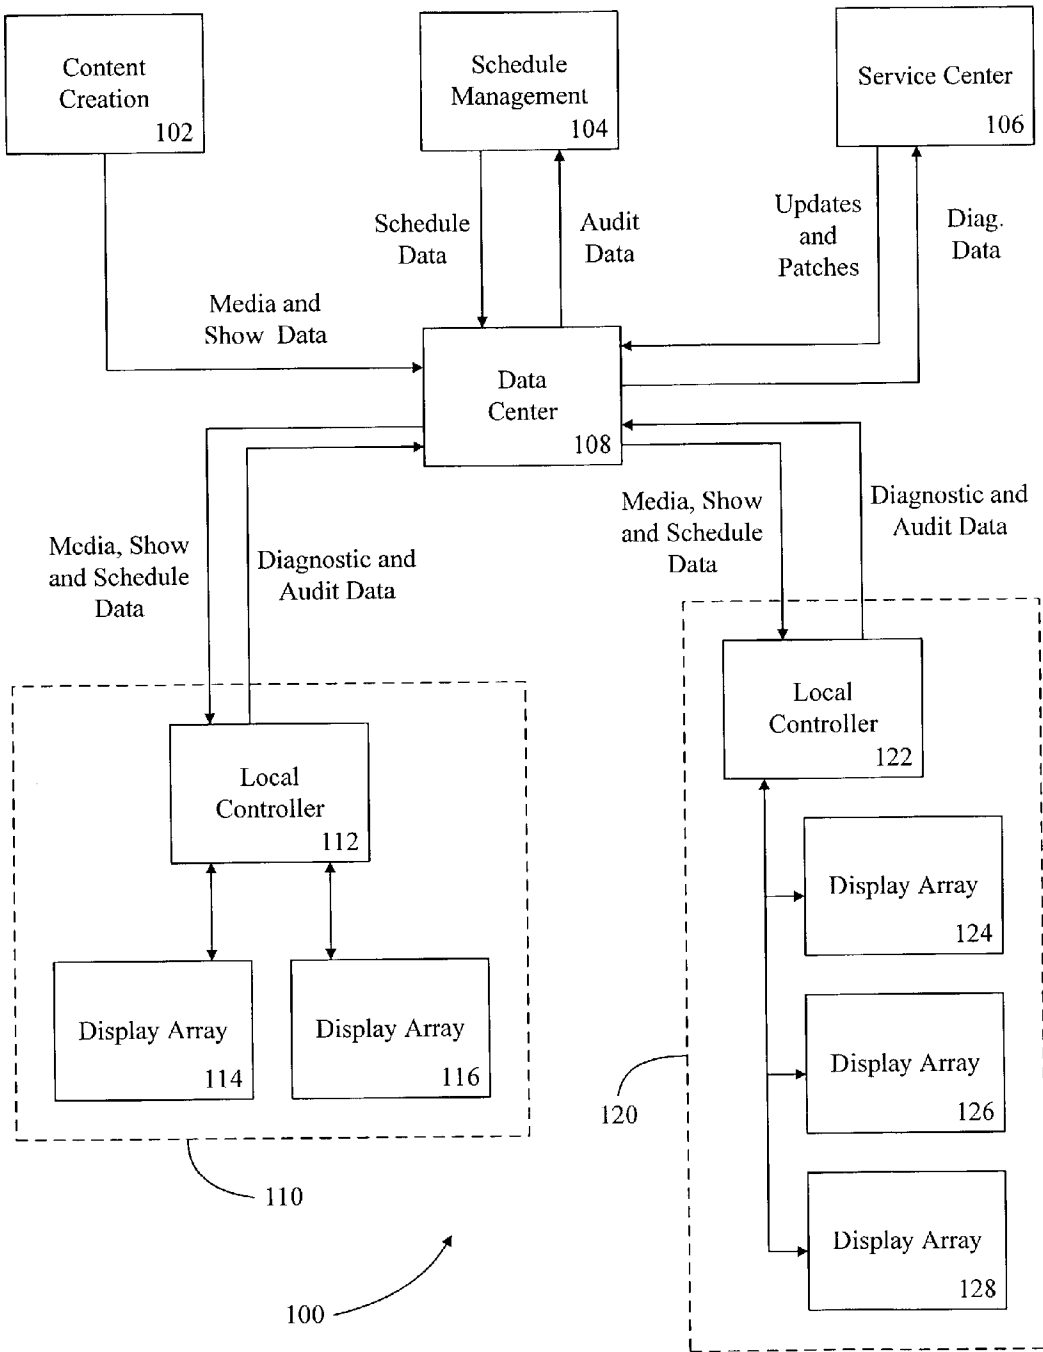 Content
Creation
102
Schedule
Management
104
Service Center
106
Schedule
Data
Audit
Data
Updates
and
Patches
Diag.
Data
Media and
Show Data
Data
Center
108
Media, Show
and Schedule
Data
Diagnostic and
Audit Data
Media, Show
and Schedule
Data
Diagnostic and
Audit Data
Local
Controller
112
Display Array
114
Display Array
116
110
Local
Controller
122
Display Array
124
Display Array
126
Display Array
128
120
100